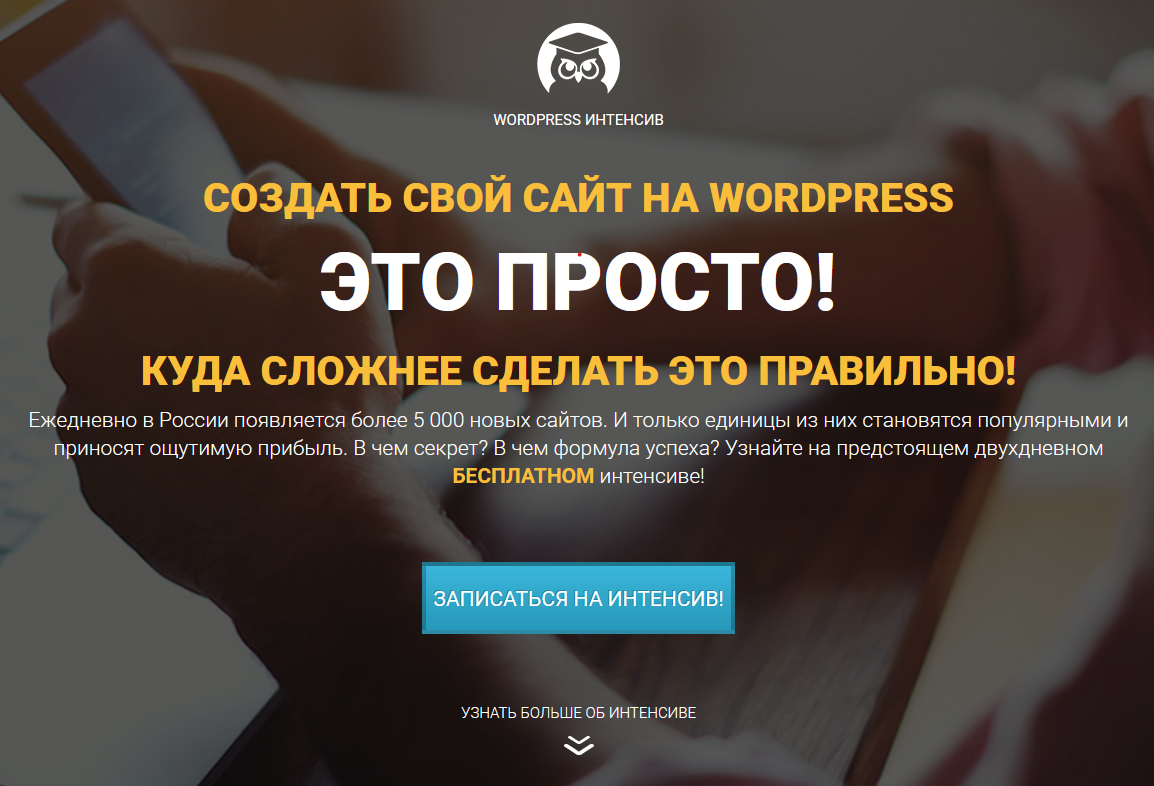 WORDPRESS ИНТЕНСИВ
СОЗДАТЬ СВОЙ САЙТ НА WORDPRESS
ЭТО ПРОСТО!
КУДА СЛОЖНЕЕ СДЕЛАТЬ ЭТО ПРАВИЛЬНО!
Ежедневно в России появляется более 5 000 новых сайтов. И только единицы из них становятся популярными и
приносят ощутимую прибыль. В чем секрет? В чем формула успеха? Узнайте на предстоящем двухдневном
БЕСПЛАТНОМ интенсиве!
ЗАПИСАТЬСЯ НА ИНТЕНСИВ!
УЗНАТЬ БОЛЬШЕ ОБ ИНТЕНСИВЕ